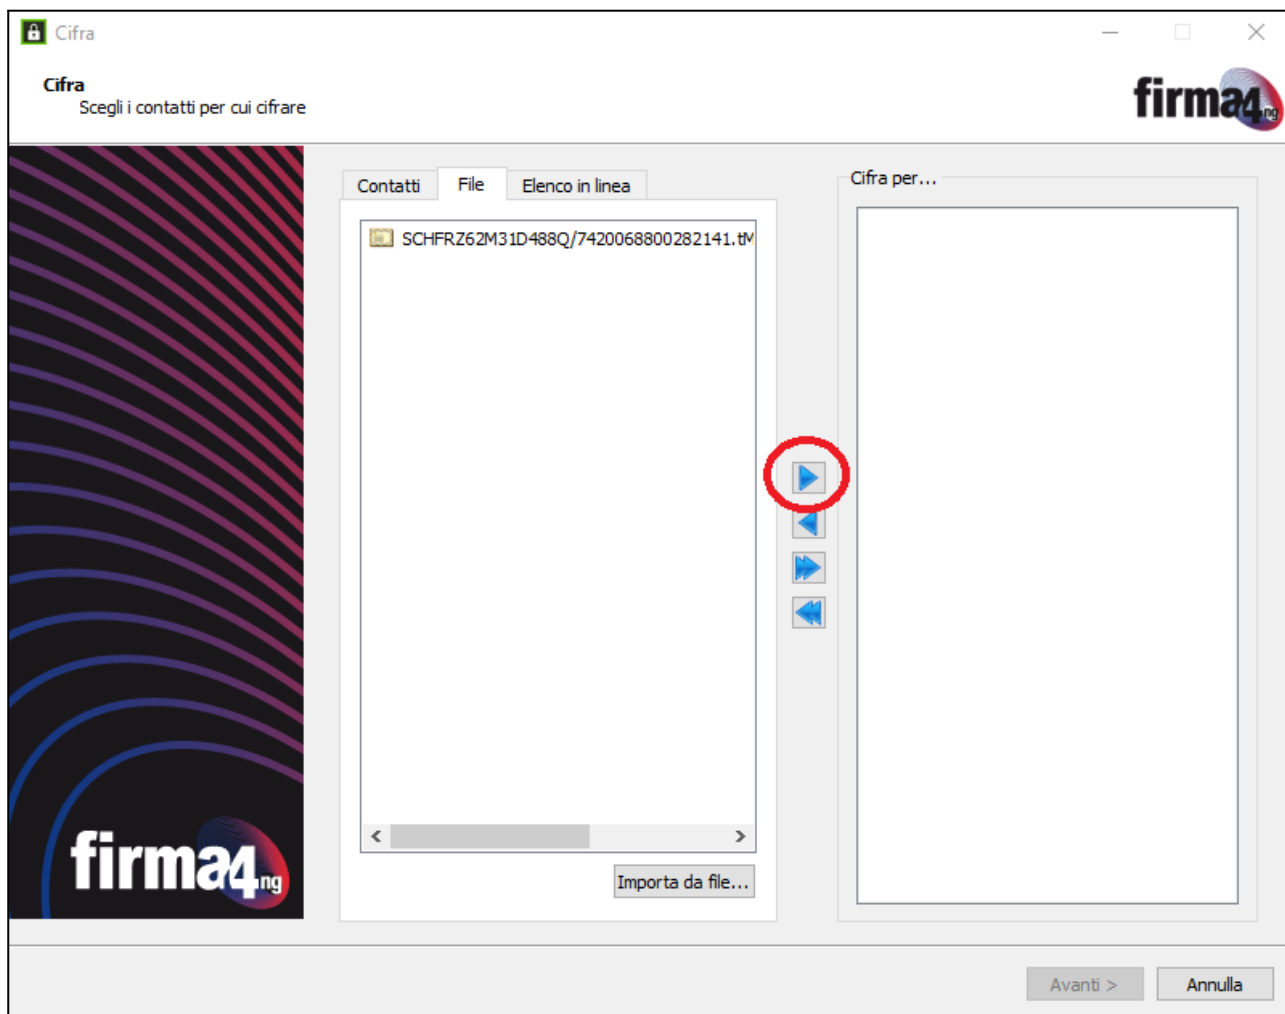 Cifra
Cifra
Scegli i contatti per cui cifrare
firma4ng
Contatti
File
Elenco in linea
Cifra per...
SCHFRZ62M31D488Q/7420068800282141.tM
Importa da file...
firma4ng
Avanti >
Annulla